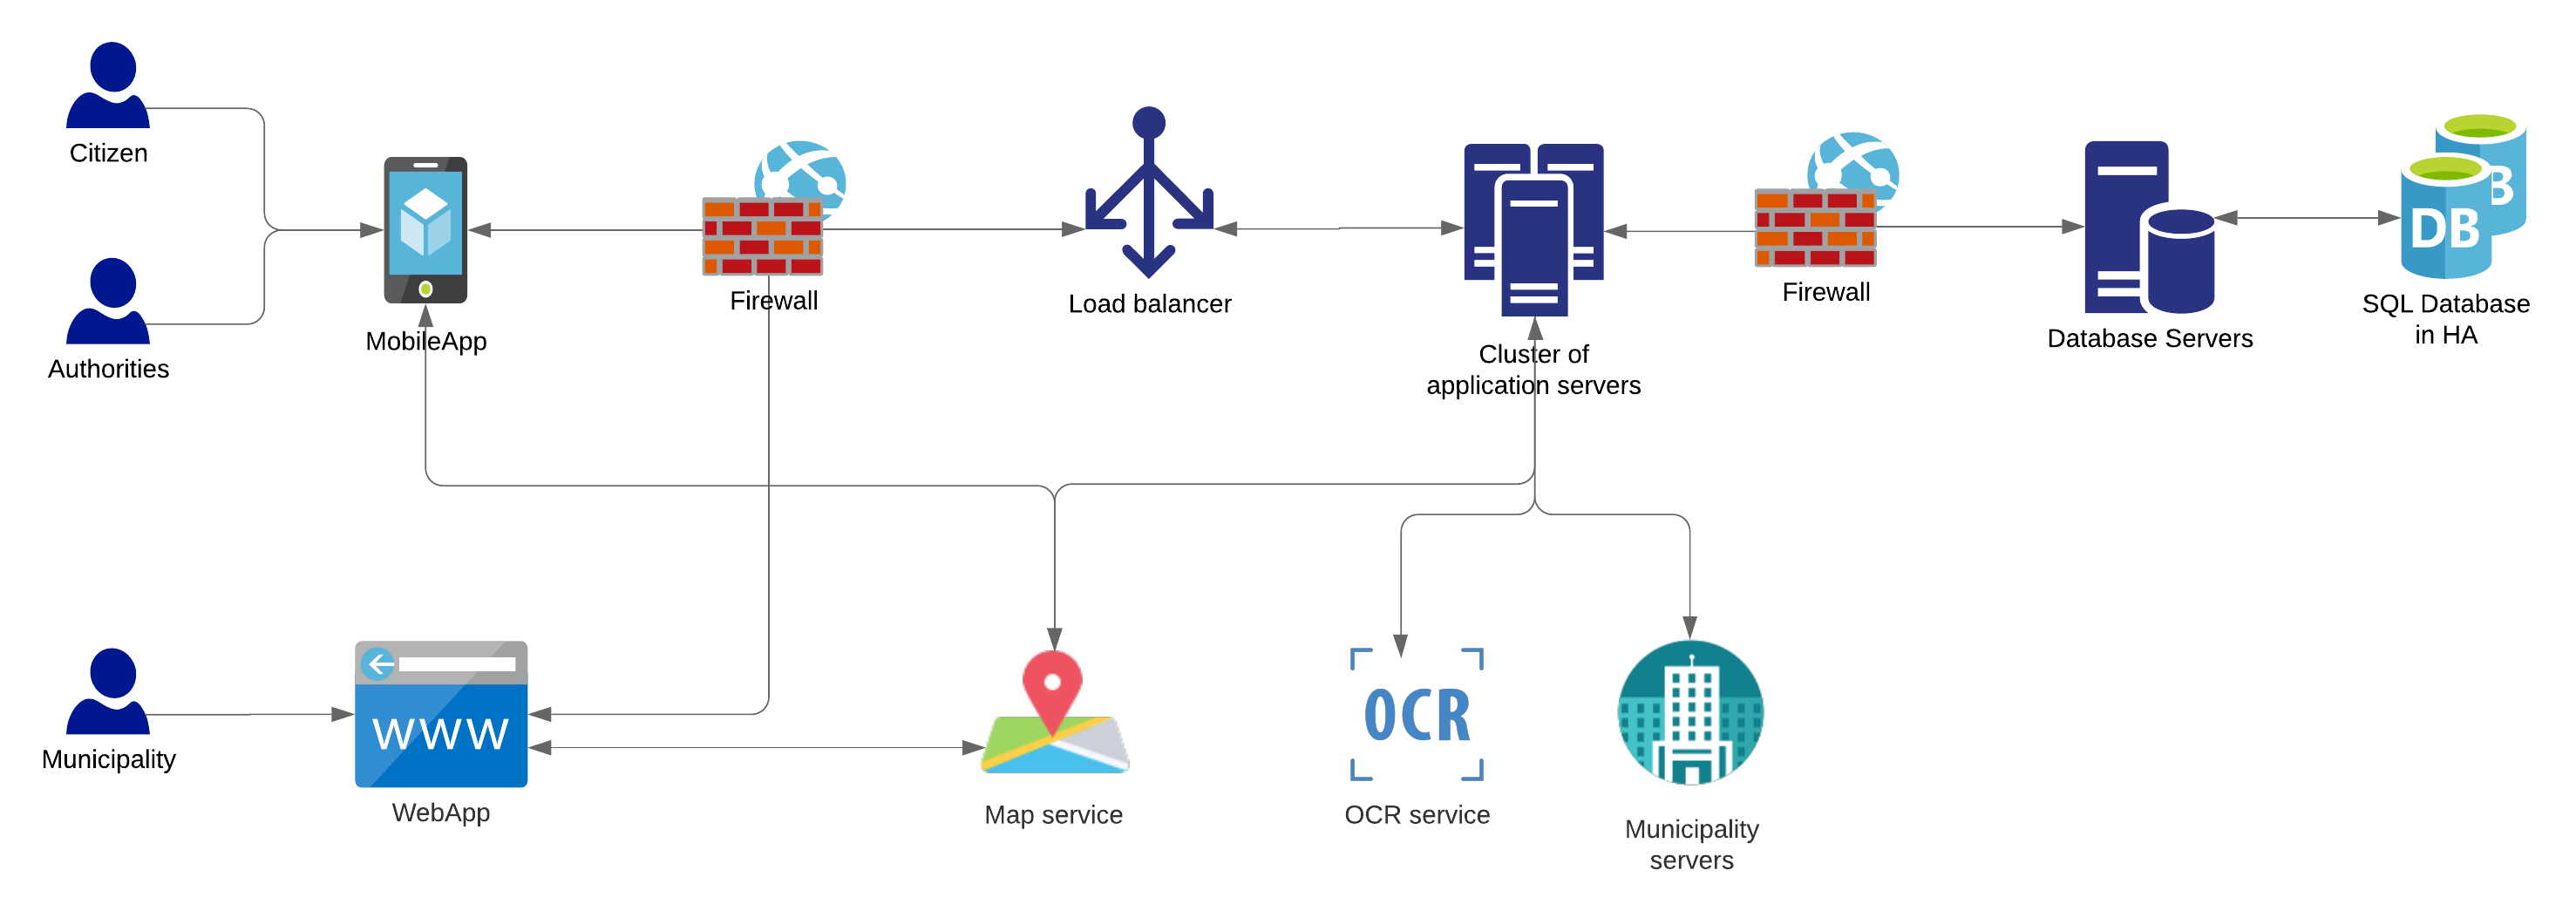 Citizen
Authorities
MobileApp
Firewall
Load balancer
Cluster of
application servers
Firewall
Database Servers
DB
B
SQL Database
in HA
Municipality
WWW
WebApp
Map service
OCR
OCR service
Municipality
servers